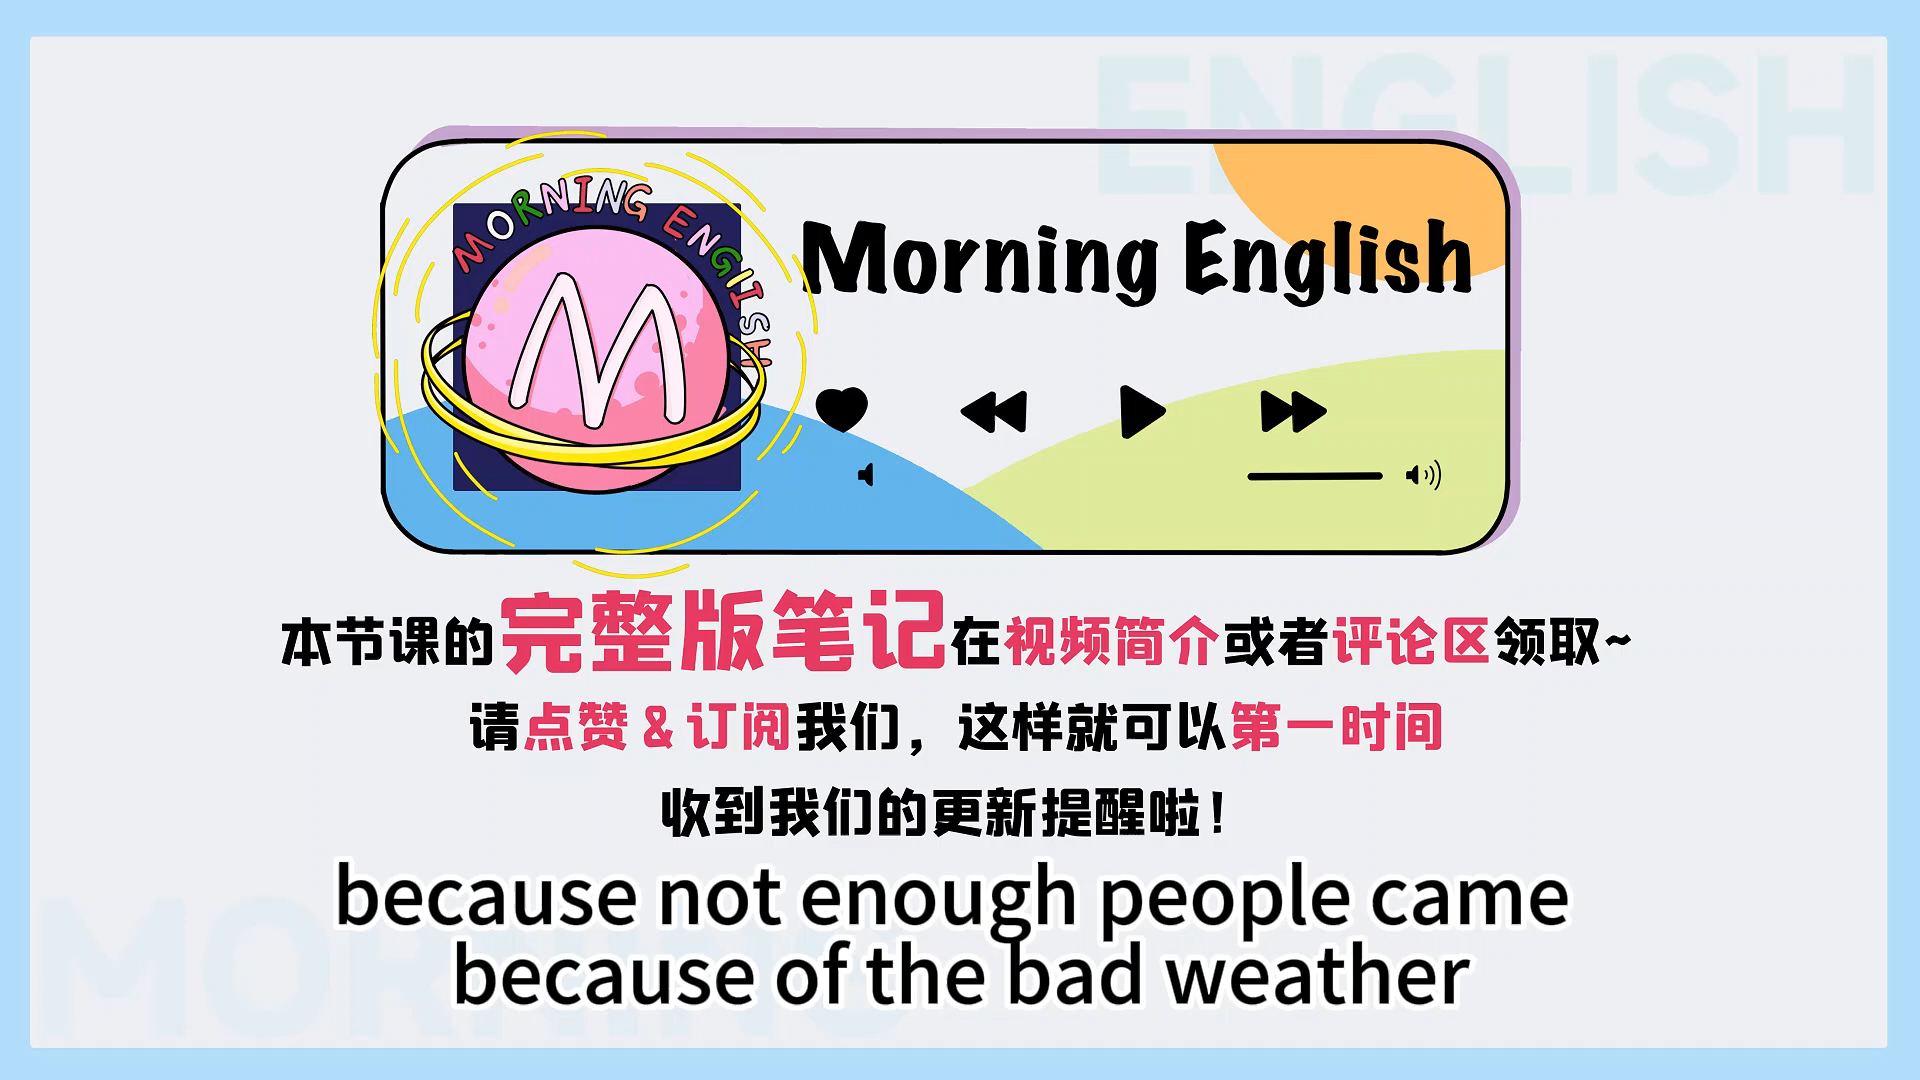 ENGLISH
MORNING ENGLISH
M
Morning English
本节课的完整版笔记在视频简介或者评论区领取~
请点赞&订阅我们，这样就可以第一时间
收到我们的更新提醒啦！
because not enough people came
because of the bad weather
MORNING